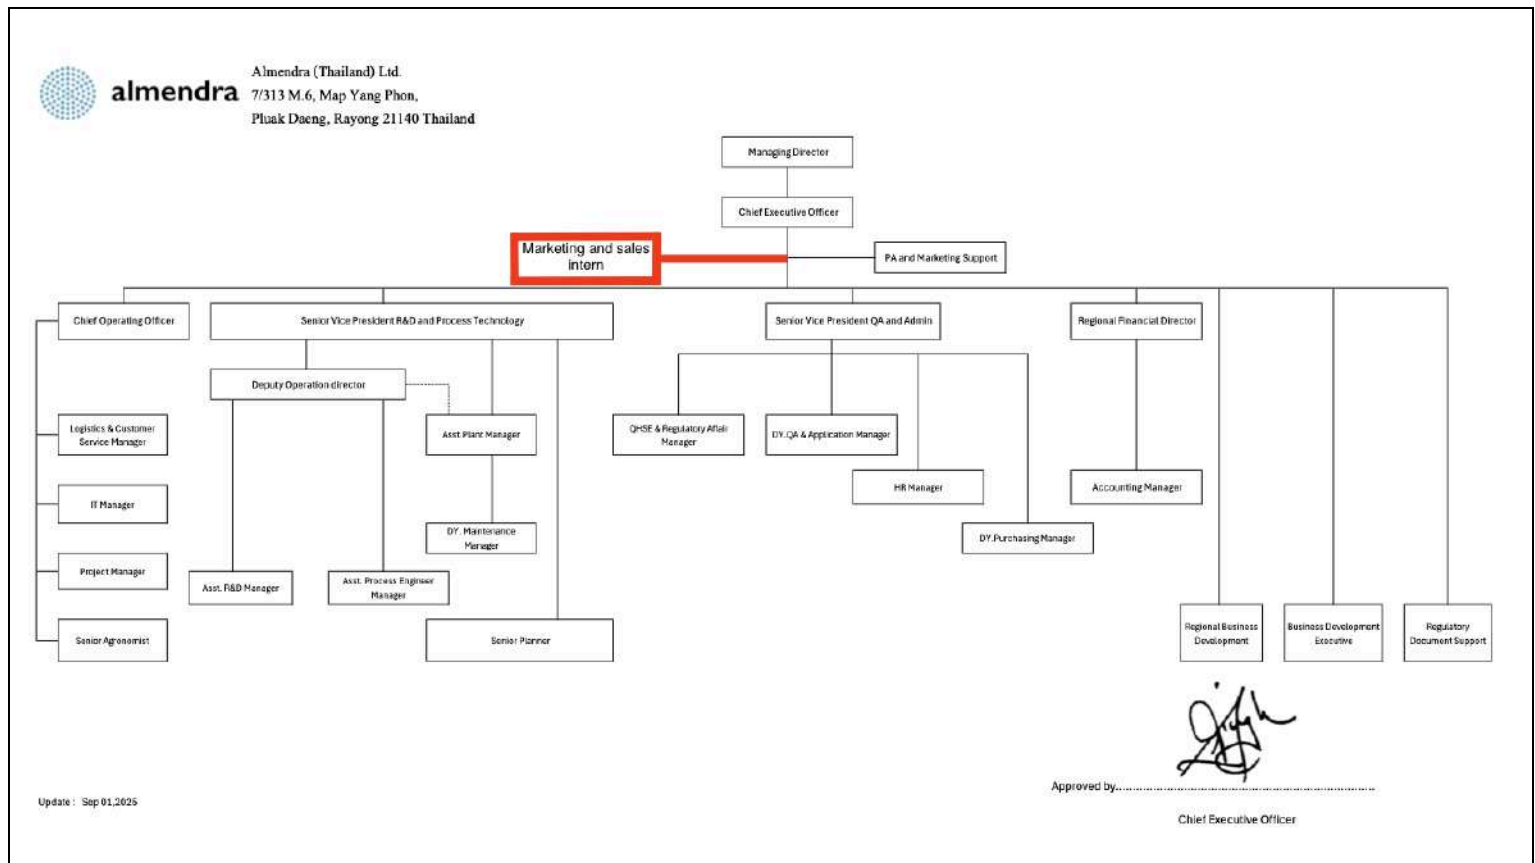 almendra
Almendra (Thailand) Ltd.
7/313 M.6, Map Yang Phon,
Pluak Daeng, Rayong 21140 Thailand
Managing Director
Chief Executive Officer
Marketing and sales
intern
PA and Marketing Support
Chief Operating Officer
Senior Vice President R&D and Process Technology
Senior Vice President QA and Admin
Regional Financial Director
Deputy Operation director
Logistics & Customer
Service Manager
Asst.Plant Manager
QHSE & Regulatory Affair
Manager
DY.QA & Application Manager
IT Manager
HR Manager
Accounting Manager
DY. Maintenance
Manager
DY.Purchasing Manager
Project Manager
Asst. R&D Manager
Asst. Process Engineer
Manager
Senior Agronomist
Senior Planner
Regional Business
Development
Business Development
Executive
Regulatory
Document Support
Approved by
Chief Executive Officer
Update : Sep 01,2025